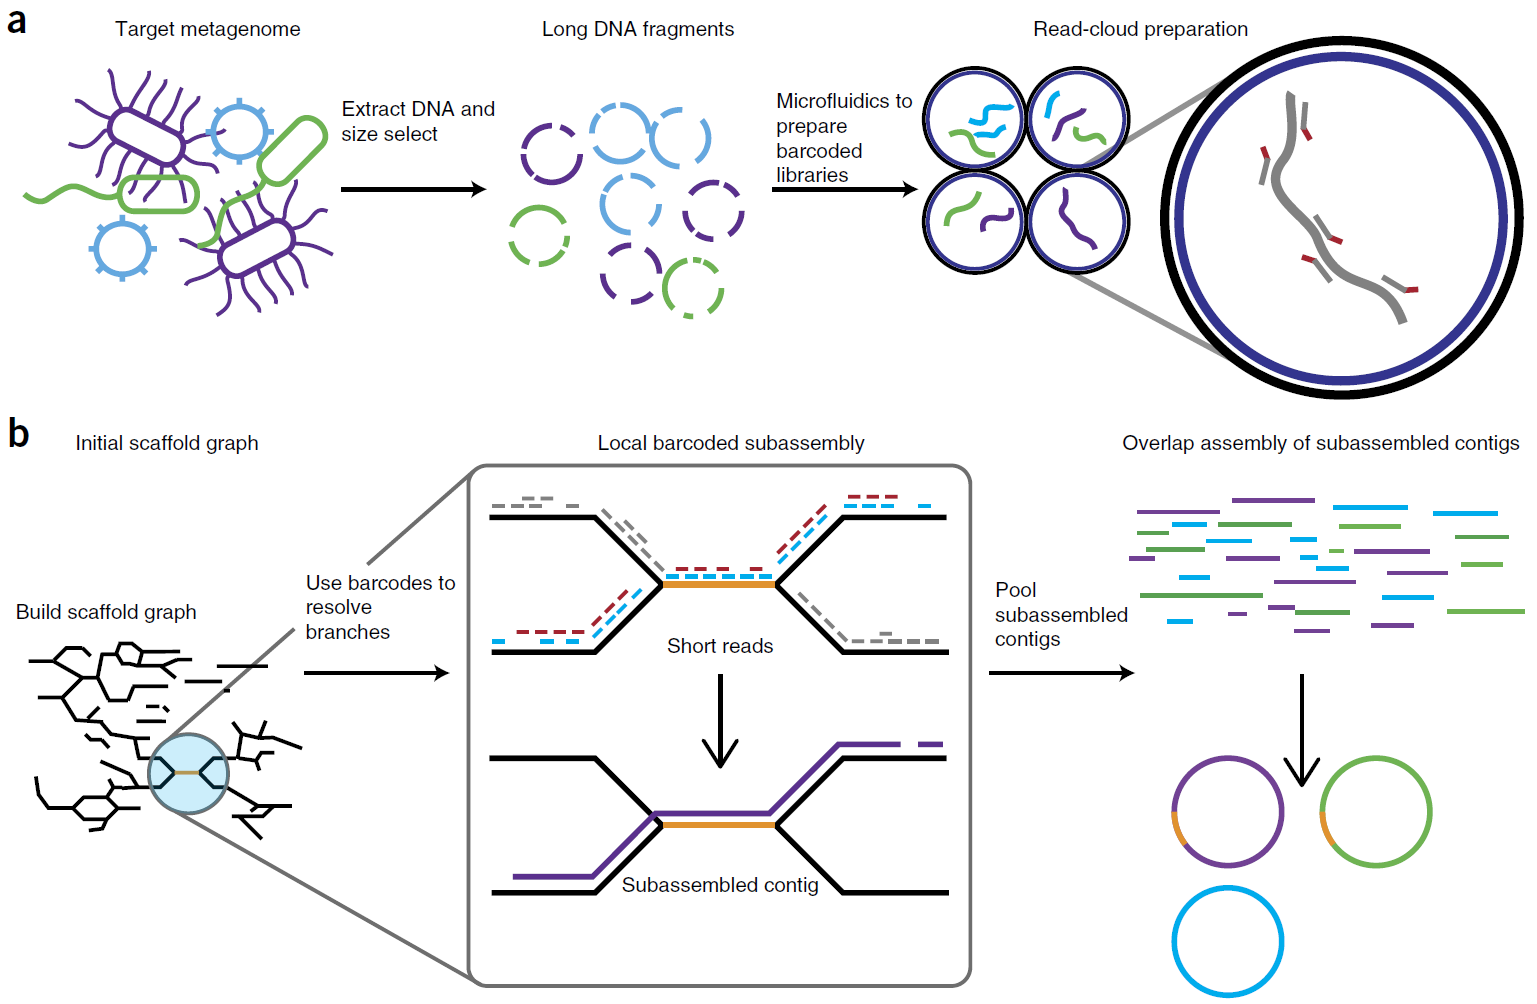 a
Target metagenome
Long DNA fragments
Read-cloud preparation
Extract DNA and
size select
Microfluidics to
prepare
barcoded
libraries
b
Initial scaffold graph
Local barcoded subassembly
Overlap assembly of subassembled contigs
Build scaffold graph
Use barcodes to
resolve
branches
Short reads
Subassembled contig
Pool
subassembled
contigs